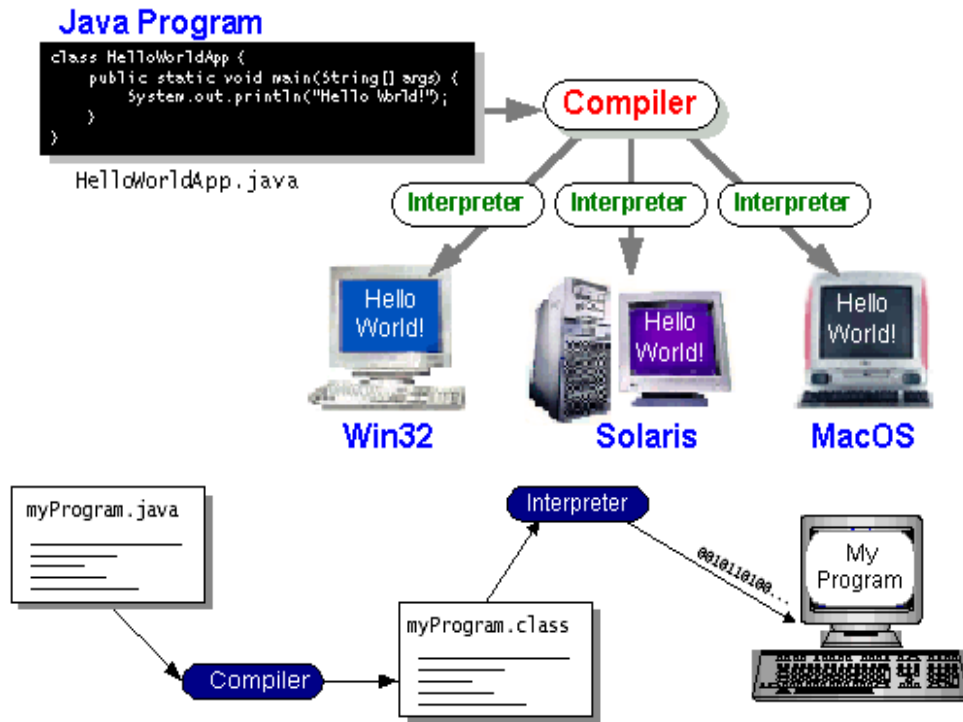 Java Program
class HelloWorldApp {
    public static void main(String[] args) {
        System.out.println("Hello World!");
    }
}
HelloWorldApp.java
Compiler
Interpreter Interpreter Interpreter
Hello
World!
Hello
World!
Hello
World!
Win32 Solaris MacOS
myProgram.java
Compiler
myProgram.class
Interpreter
0010110100...
My
Program